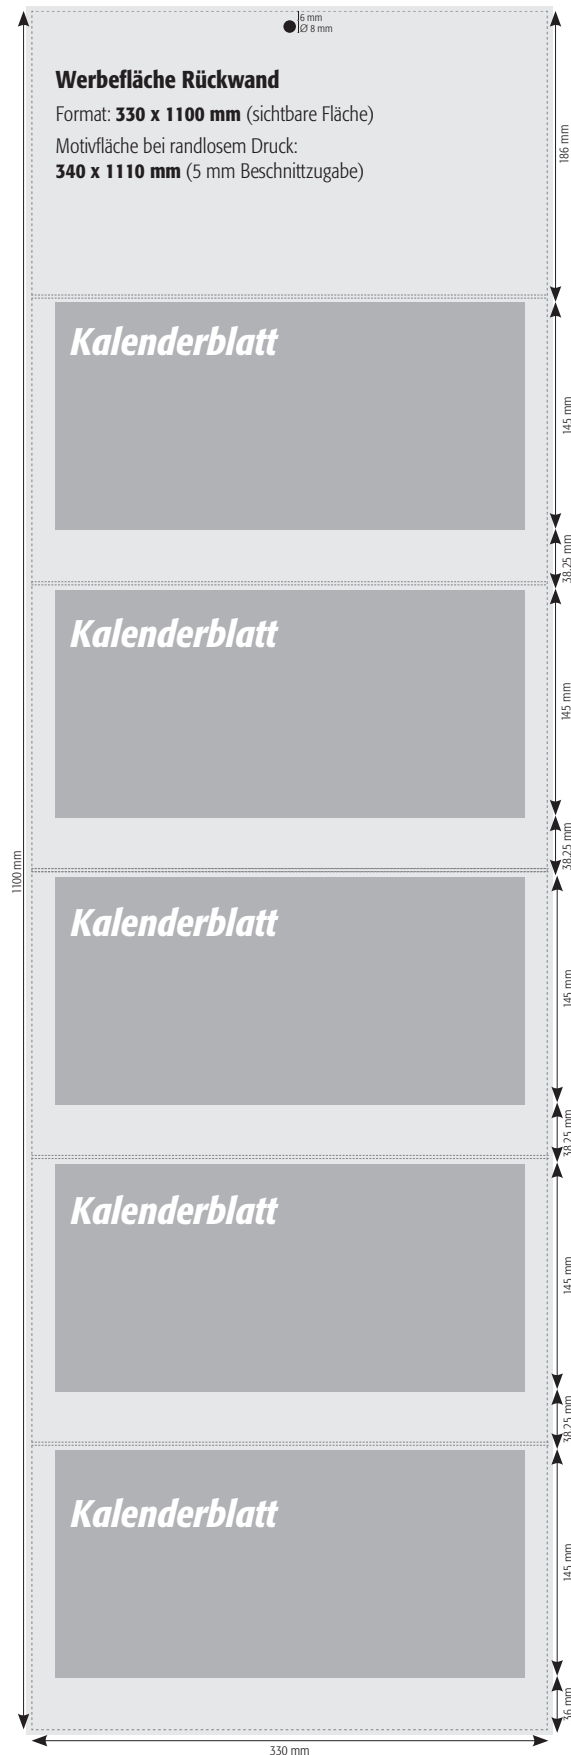 6 mm
Ø 8 mm
Werbefläche Rückwand
Format: 330 x 1100 mm (sichtbare Fläche)
Motivfläche bei randlosem Druck:
340 x 1110 mm (5 mm Beschnittzugabe)
186 mm
Kalenderblatt
145 mm
38.25 mm
Kalenderblatt
145 mm
38.25 mm
1100 mm
Kalenderblatt
145 mm
38.25 mm
Kalenderblatt
145 mm
38.25 mm
Kalenderblatt
145 mm
36 mm
330 mm